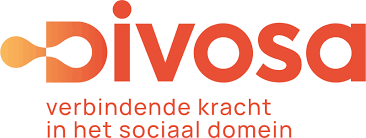 Divosa
verbindende kracht
in het sociaal domein